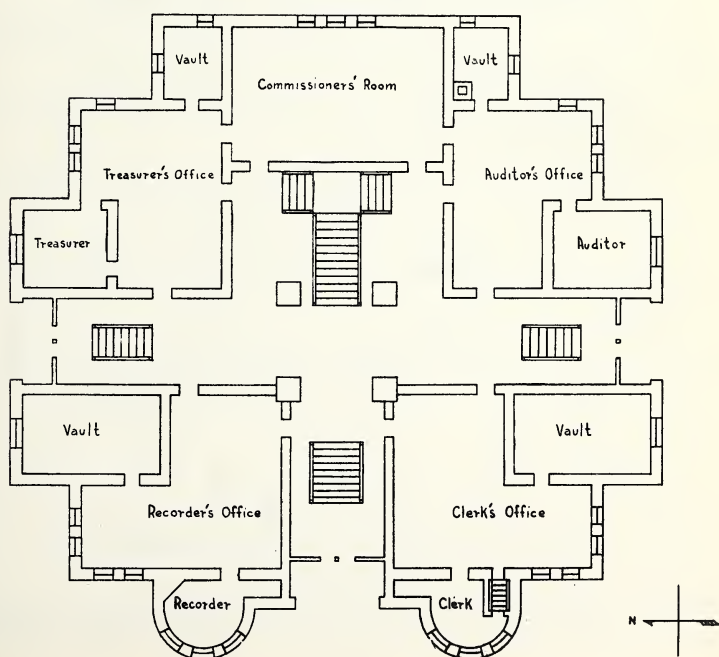 Vault
Commissioners' Room
Vault
Treasurer's Office
Auditor's Office
Treasurer
Auditor
Vault
Vault
Recorder's Office
Clerk's Office
Recorder
Clerk
N